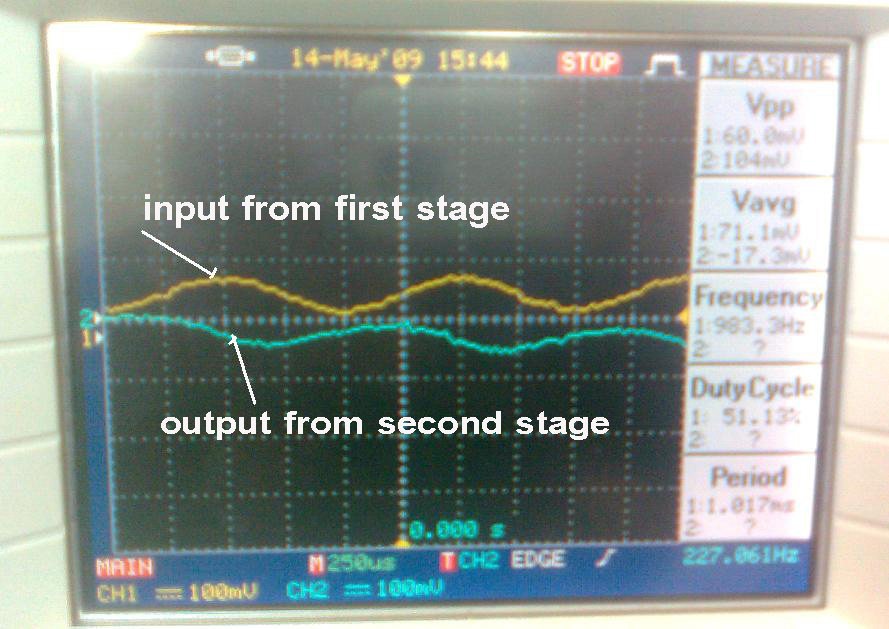 14-May'09 15:44 STOP MEASURE
Vpp
1:60.0mV
2:104mV
input from first stage
Vavg
1:71.1mV
2:-17.3mV
Frequency
1:983.3Hz
2: ?
2
1
DutyCycle
1: 51.13%
2: ?
output from second stage
Period
1:1.017ms
2: ?
0.000 s
MAIN M 250us T CH2 EDGE 227.061Hz
CH1 100mV CH2 100mV